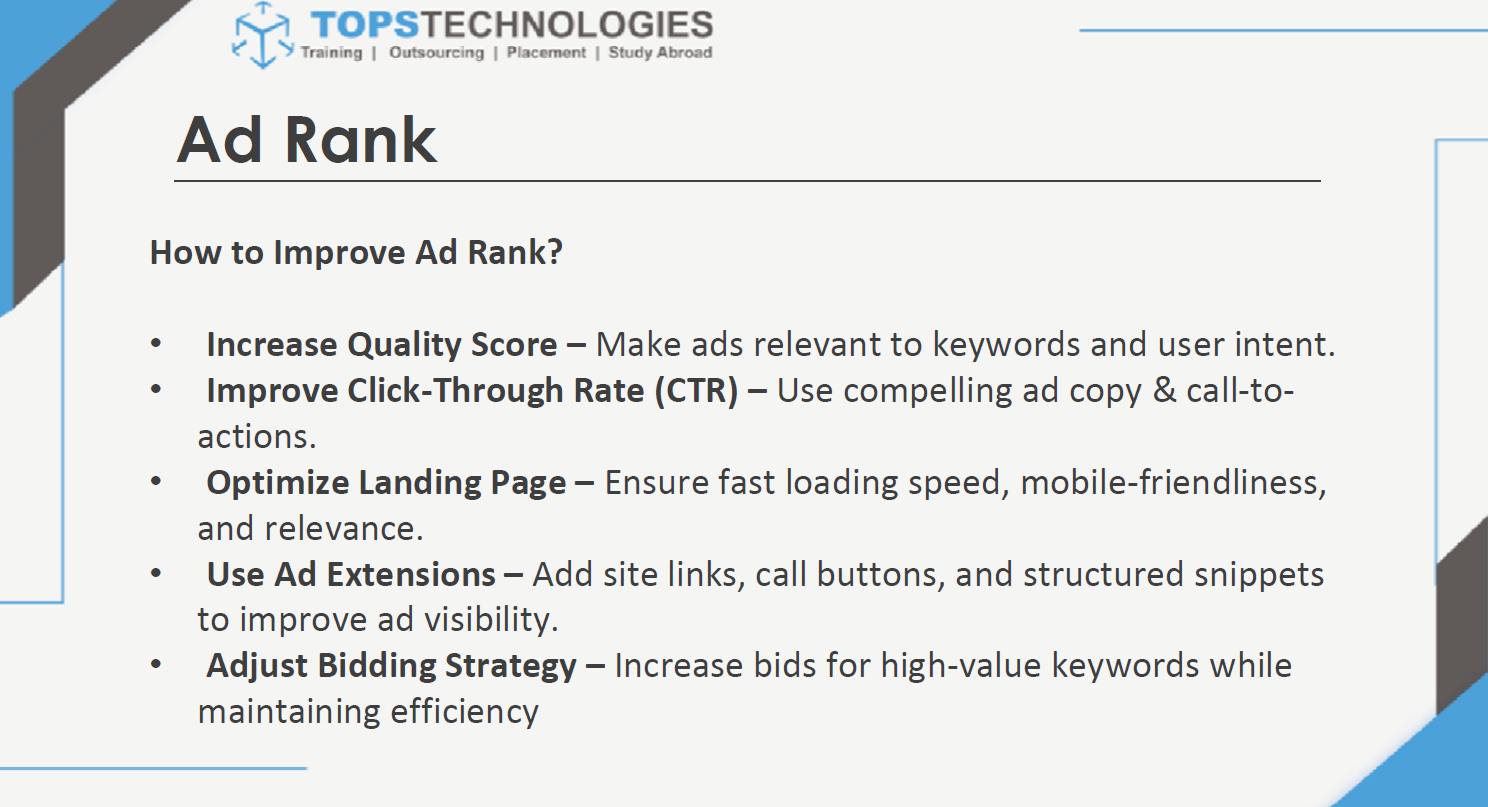 TOPSTECHNOLOGIES
Training | Outsourcing | Placement | Study Abroad
Ad Rank
How to Improve Ad Rank?
• Increase Quality Score – Make ads relevant to keywords and user intent.
• Improve Click-Through Rate (CTR) – Use compelling ad copy & call-to-
actions.
• Optimize Landing Page – Ensure fast loading speed, mobile-friendliness,
and relevance.
• Use Ad Extensions – Add site links, call buttons, and structured snippets
to improve ad visibility.
• Adjust Bidding Strategy – Increase bids for high-value keywords while
maintaining efficiency